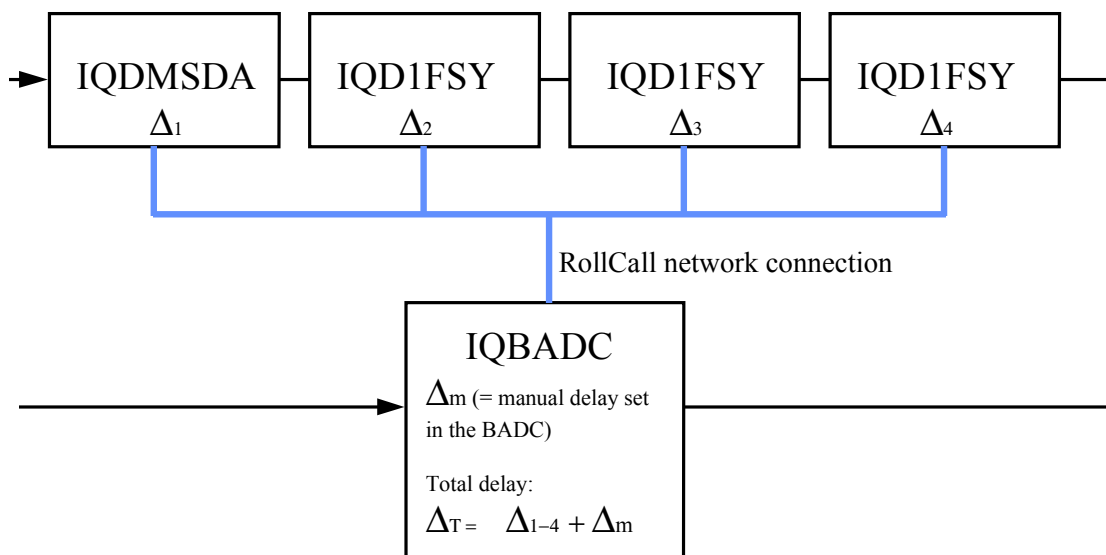 IQDMSDA
Δ1
IQD1FSY
Δ2
IQD1FSY
Δ3
IQD1FSY
Δ4
RollCall network connection
IQBADC
Δm (= manual delay set
in the BADC)
Total delay:
ΔT = Δ1–4 + Δm